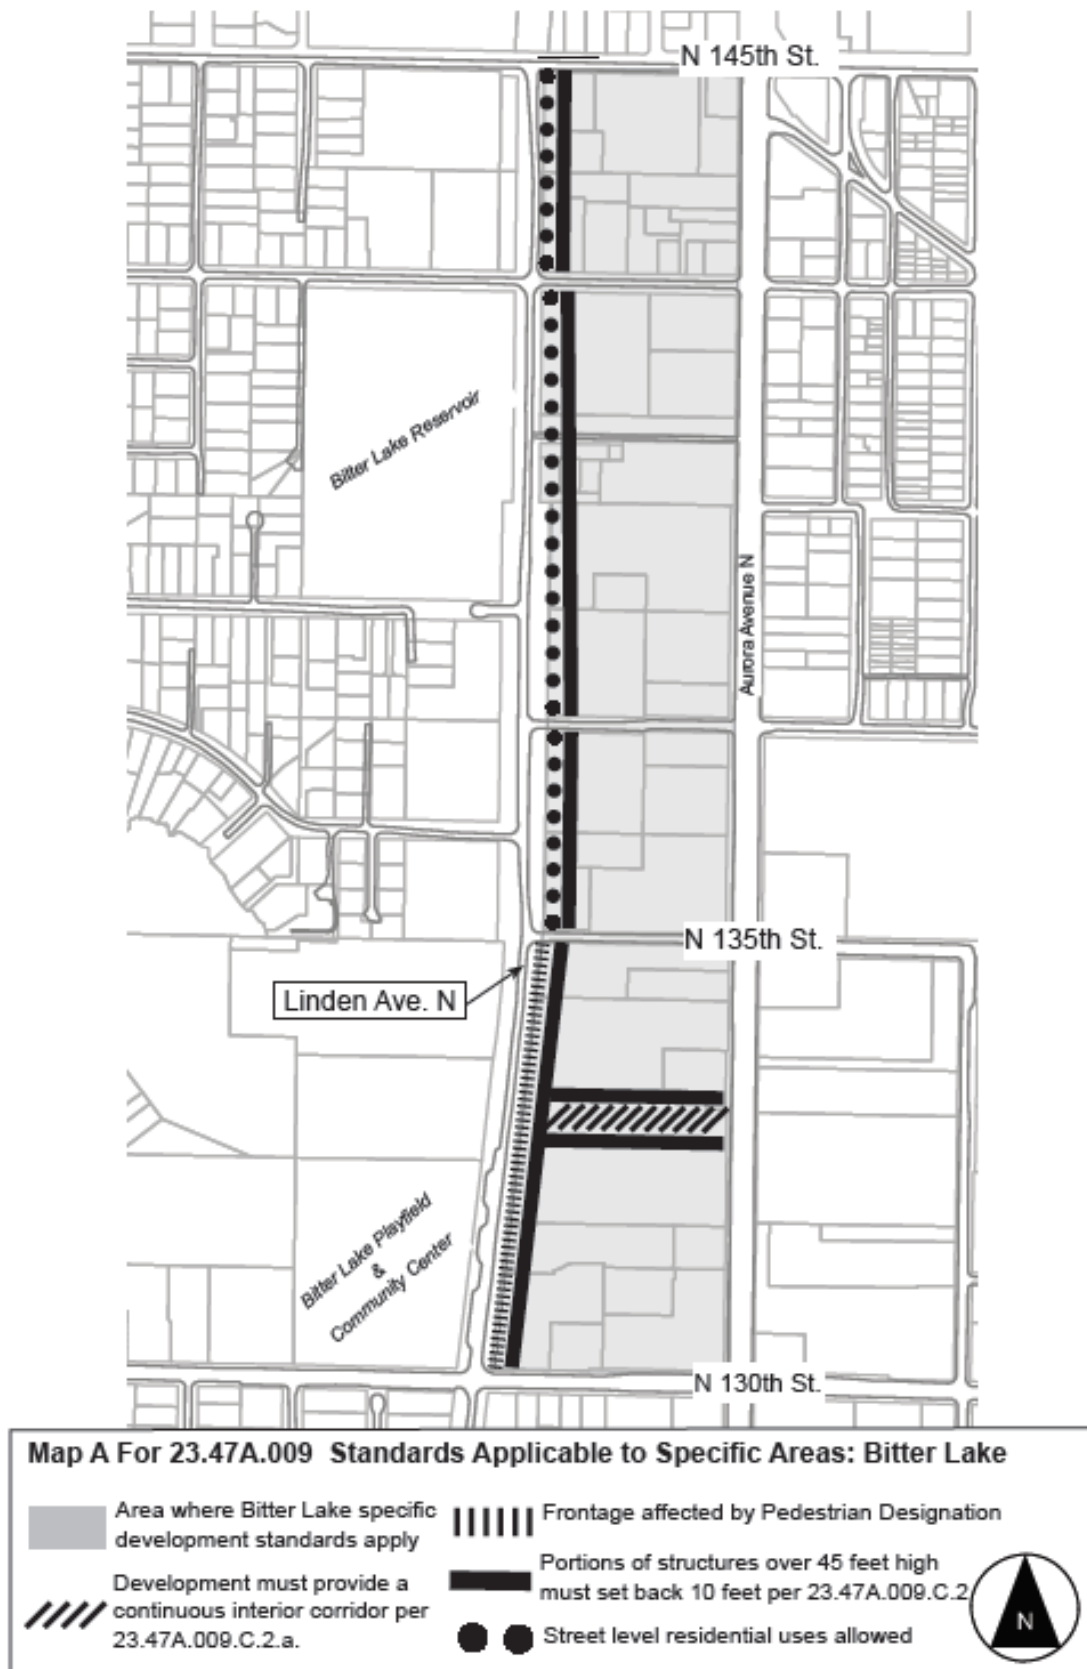 N 145th St.
Bitter Lake Reservoir
Aurora Avenue N
N 135th St.
Linden Ave. N
Bitter Lake Playfield
&
Community Center
N 130th St.
Map A For 23.47A.009 Standards Applicable to Specific Areas: Bitter Lake
Area where Bitter Lake specific
development standards apply
Development must provide a
continuous interior corridor per
23.47A.009.C.2.a.
Frontage affected by Pedestrian Designation
Portions of structures over 45 feet high
must set back 10 feet per 23.47A.009.C.2
Street level residential uses allowed
N